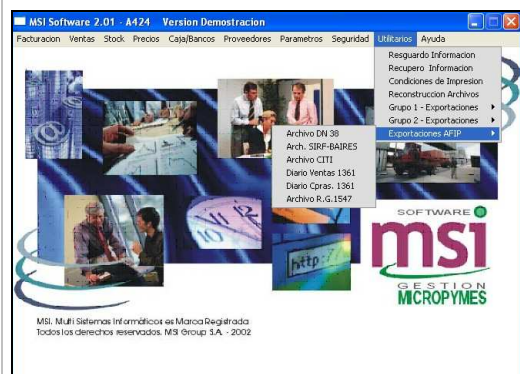 MSI Software 2.01 - A424 Version Demostracion
Facturacion Ventas Stock Precios Caja/Bancos Proveedores Parametros Seguridad Utilitarios Ayuda
Resguardo Informacion
Recupero Informacion
Condiciones de Impresion
Reconstruccion Archivos
Grupo 1 - Exportaciones
Grupo 2 - Exportaciones
Exportaciones AFIP
Archivo DN 38
Arch. SIRF-BAIRES
Archivo CITI
Diario Ventas 1361
Diario Cpras. 1361
Archivo R.G.1547
SOFTWARE
msi
GESTION
MICROPYMES
http:
MSI. Multi Sistemas Informáticos es Marca Registrada
Todos los derechos reservados. MSI Group S.A. - 2002